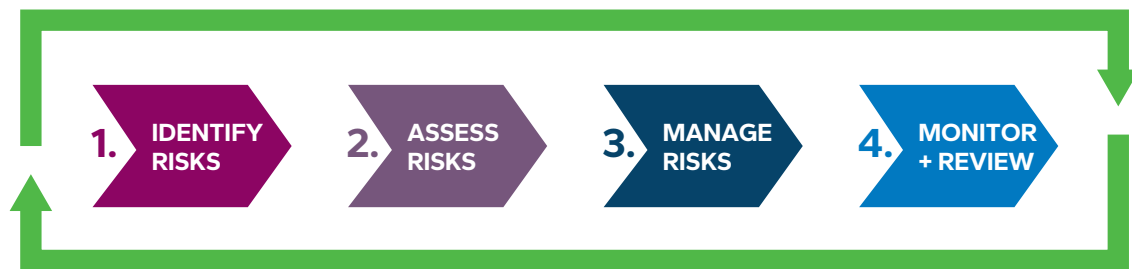 1.
IDENTIFY
RISKS
2.
ASSESS
RISKS
3.
MANAGE
RISKS
4.
MONITOR
+ REVIEW